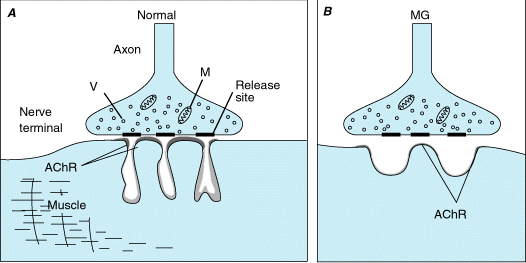 A
Normal
Axon
V
M
Release
site
Nerve
terminal
AChR
Muscle
B
MG
AChR